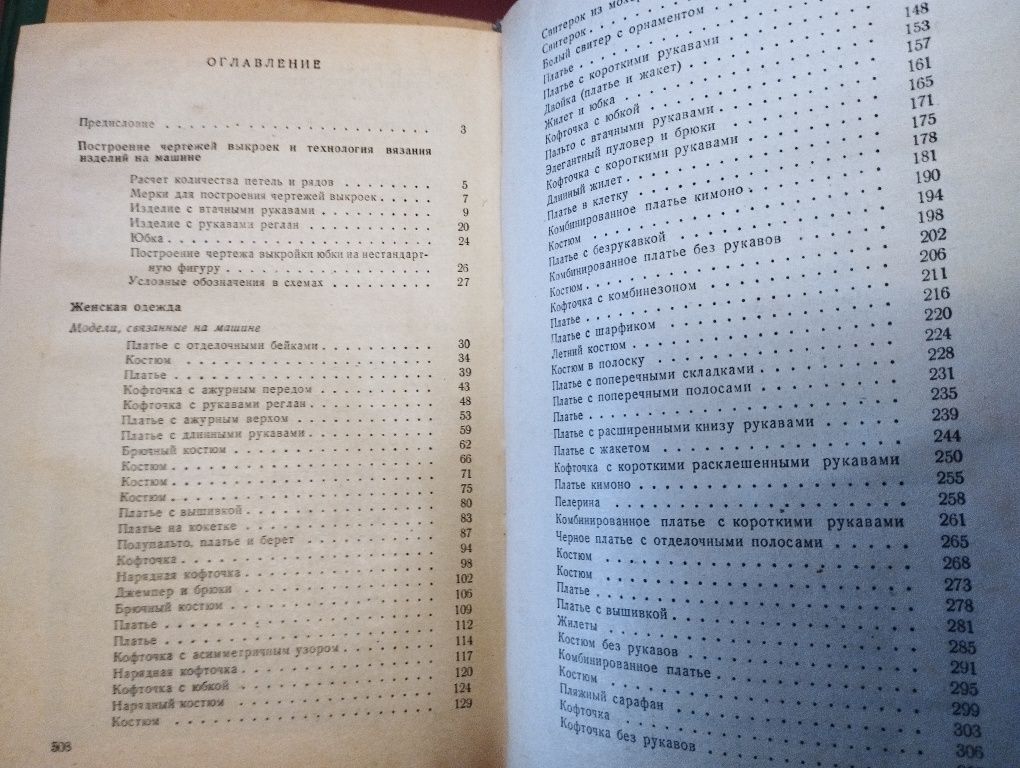 ОГЛАВЛЕНИЕ
Предисловие . . . . . . . . . . 3
Построение чертежей выкроек и технология вязания
изделий на машине
Расчет количества петель и рядов . . . . . 5
Мерки для построения чертежей выкроек . . . . 7
Изделие с втачными рукавами . . . . . 9
Изделие с рукавами реглан . . . . . 20
Юбка . . . . . . . . . . 24
Построение чертежа выкройки юбки на нестандарт-
ную фигуру . . . . . . . . 26
Условные обозначения в схемах . . . . . 27
Женская одежда
Модели, связанные на машине
Платье с отделочными бейками . . . . . 30
Костюм . . . . . . . . . . 34
Платье . . . . . . . . . . 39
Кофточка с ажурным передом . . . . . 43
Кофточка с рукавами реглан . . . . . 48
Платье с ажурным верхом . . . . . 53
Платье с длинными рукавами . . . . . 59
Брючный костюм . . . . . . . . 62
Костюм . . . . . . . . . . 66
Костюм . . . . . . . . . . 71
Костюм . . . . . . . . . . 75
Платье с вышивкой . . . . . . . . 80
Платье на кокетке . . . . . . . . 83
Полупальто, платье и берет . . . . . 87
Кофточка . . . . . . . . . . 94
Нарядная кофточка . . . . . . . . 98
Джемпер и брюки . . . . . . . . 102
Брючный костюм . . . . . . . . 106
Платье . . . . . . . . . . 109
Платье . . . . . . . . . . 112
Кофточка с асимметричным узором . . . . 114
Нарядная кофточка . . . . . . . . 117
Кофточка с юбкой . . . . . . . . 120
Нарядный костюм . . . . . . . . 124
Костюм . . . . . . . . . . 129
308
Свитерок из
Свитерок . . . . . . .
Белый свитер с орнаментом . . . . .
Платье . . . . . . . . . .
Платье с короткими рукавами . . . . .
Двойка (платье и жакет) . . . . . 148
Жилет и юбка . . . . . . . . 153
Кофточка с юбкой . . . . . . . . 157
Пальто с втачными рукавами . . . . . 161
Элегантный пуловер и брюки . . . . . 165
Кофточка с короткими рукавами . . . . . 171
Длинный жилет . . . . . . . . 175
Платье в клетку . . . . . . . . 178
Комбинированное платье кимоно . . . . . 181
Костюм . . . . . . . . . . 190
Платье с безрукавкой . . . . . . . . 194
Комбинированное платье без рукавов . . . . 198
Костюм . . . . . . . . . . 202
Кофточка с комбинезоном . . . . . 206
Платье . . . . . . . . . . 211
Платье с шарфиком . . . . . . . . 216
Летний костюм . . . . . . . . 220
Костюм в полоску . . . . . . . . 224
Платье с поперечными складками . . . . . 228
Платье с поперечными полосами . . . . . 231
Платье . . . . . . . . . . 235
Платье с расширенными книзу рукавами . . . . 239
Платье с жакетом . . . . . . . . 244
Кофточка с короткими расклешенными рукавами 250
Платье кимоно . . . . . . . . 255
Пелерина . . . . . . . . . . 258
Комбинированное платье с короткими рукавами 261
Черное платье с отделочными полосами . . . . 265
Костюм . . . . . . . . . . 268
Костюм . . . . . . . . . . 273
Платье . . . . . . . . . . 278
Платье с вышивкой . . . . . . . . 281
Жилеты . . . . . . . . . . 285
Костюм без рукавов . . . . . . . . 291
Комбинированное платье . . . . . 295
Костюм . . . . . . . . . . 299
Пляжный сарафан . . . . . . . . 303
Кофточка . . . . . . . . . . 306
Кофточка без рукавов . . . . . . .